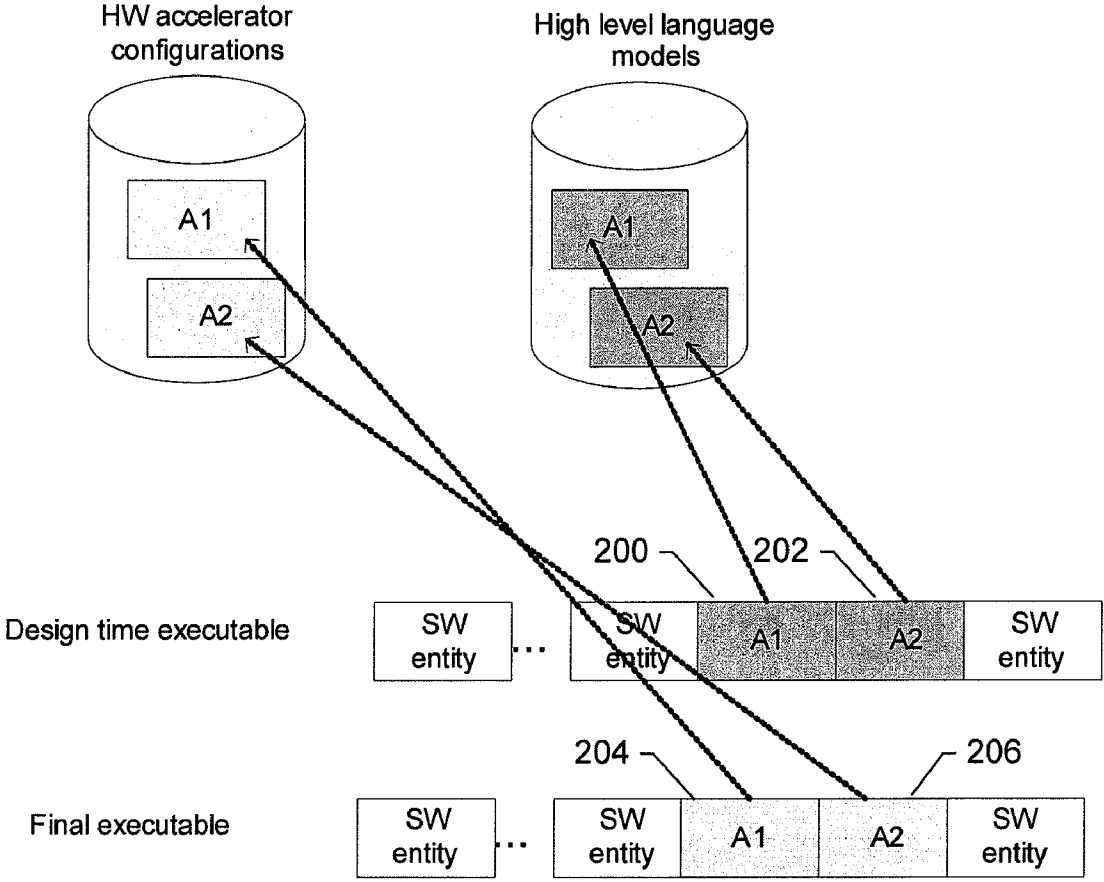 HW accelerator
configurations
High level language
models
A1
A2
A1
A2
200
202
Design time executable
SW
entity
...
SW
entity
A1
A2
SW
entity
204
206
Final executable
SW
entity
...
SW
entity
A1
A2
SW
entity